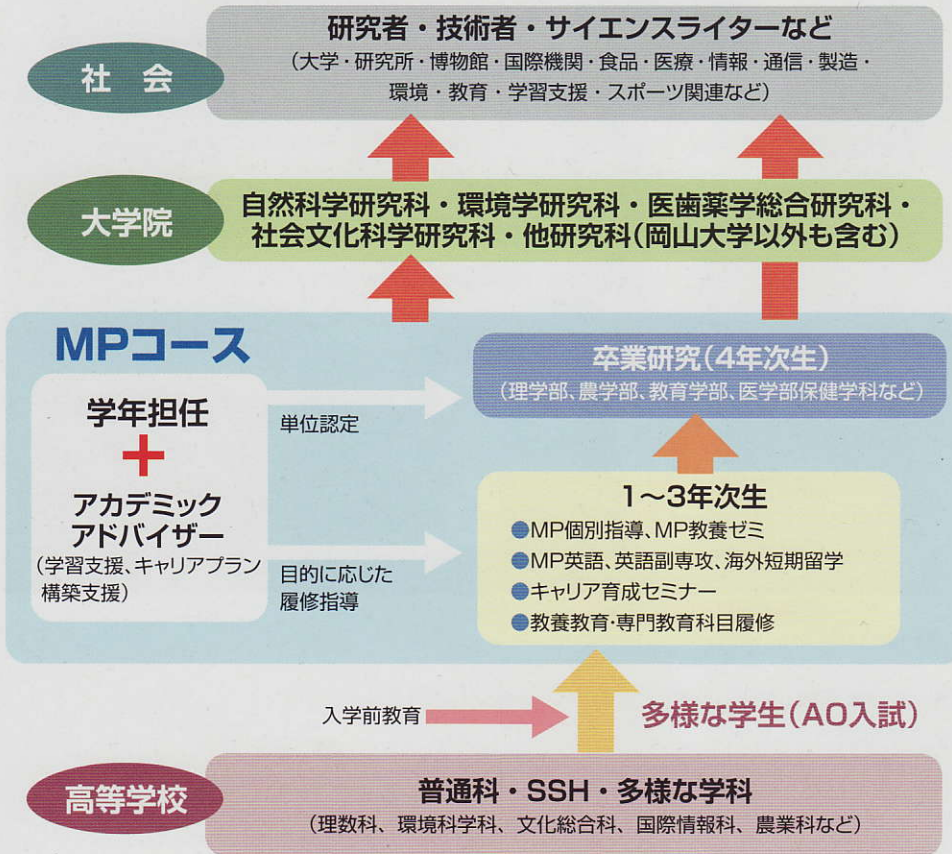 研究者・技術者・サイエンスライターなど
社 会
(大学・研究所・博物館・国際機関・食品・医療・情報・通信・製造・
環境・教育・学習支援・スポーツ関連など)
大学院
自然科学研究科・環境学研究科・医歯薬学総合研究科・
社会文化科学研究科・他研究科(岡山大学以外も含む)
MPコース
学年担任
+
アカデミック
アドバイザー
(学習支援、キャリアプラン
構築支援)
単位認定
目的に応じた
履修指導
卒業研究(4年次生)
(理学部、農学部、教育学部、医学部保健学科など)
1〜3年次生
●MP個別指導、MP教養ゼミ
●MP英語、英語副専攻、海外短期留学
●キャリア育成セミナー
●教養教育・専門教育科目履修
入学前教育
多様な学生(AO入試)
高等学校
普通科・SSH・多様な学科
(理数科、環境科学科、文化総合科、国際情報科、農業科など)